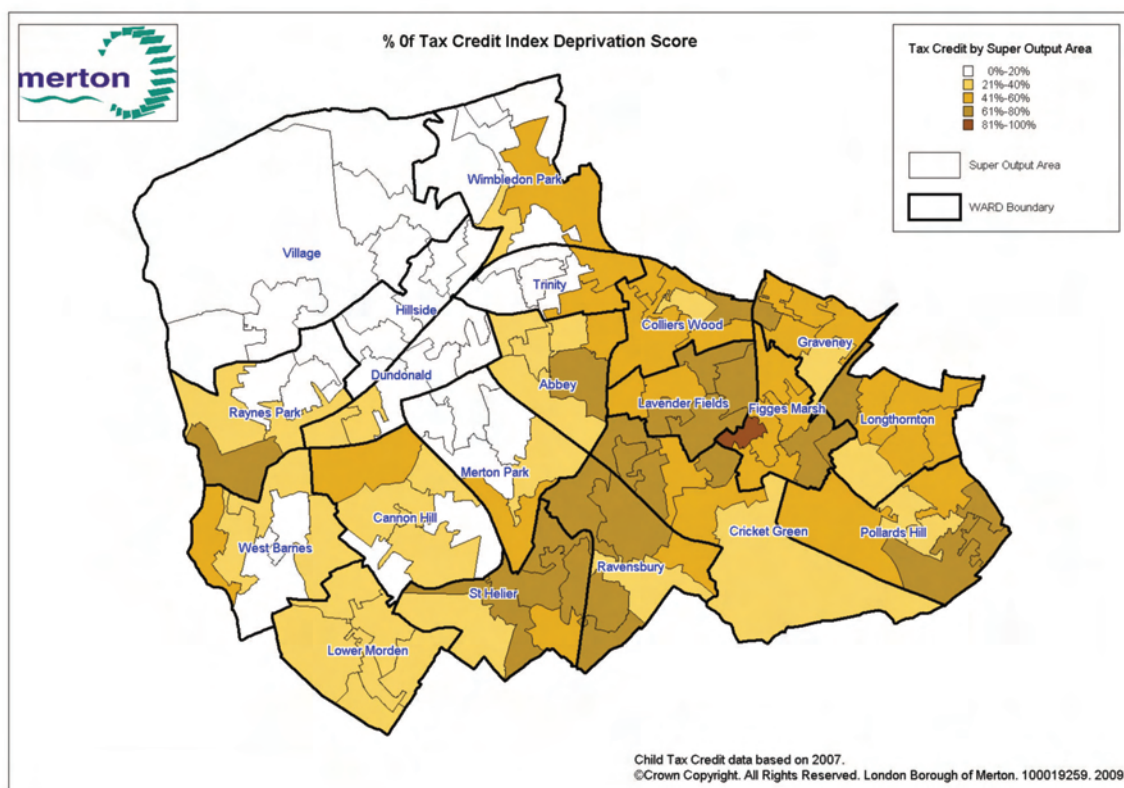 merton
% 0f Tax Credit Index Deprivation Score
Tax Credit by Super Output Area
0%-20%
21%-40%
41%-60%
61%-80%
81%-100%
Super Output Area
WARD Boundary
Wimbledon Park
Village
Trinity
Hillside
Colliers Wood
Graveney
Dundonald
Abbey
Raynes Park
Lavender Fields
Figges Marsh
Longthornton
Merton Park
Cannon Hill
Cricket Green
Pollards Hill
West Barnes
Ravensbury
St Helier
Lower Morden
Child Tax Credit data based on 2007.
©Crown Copyright. All Rights Reserved. London Borough of Merton. 100019259. 2009